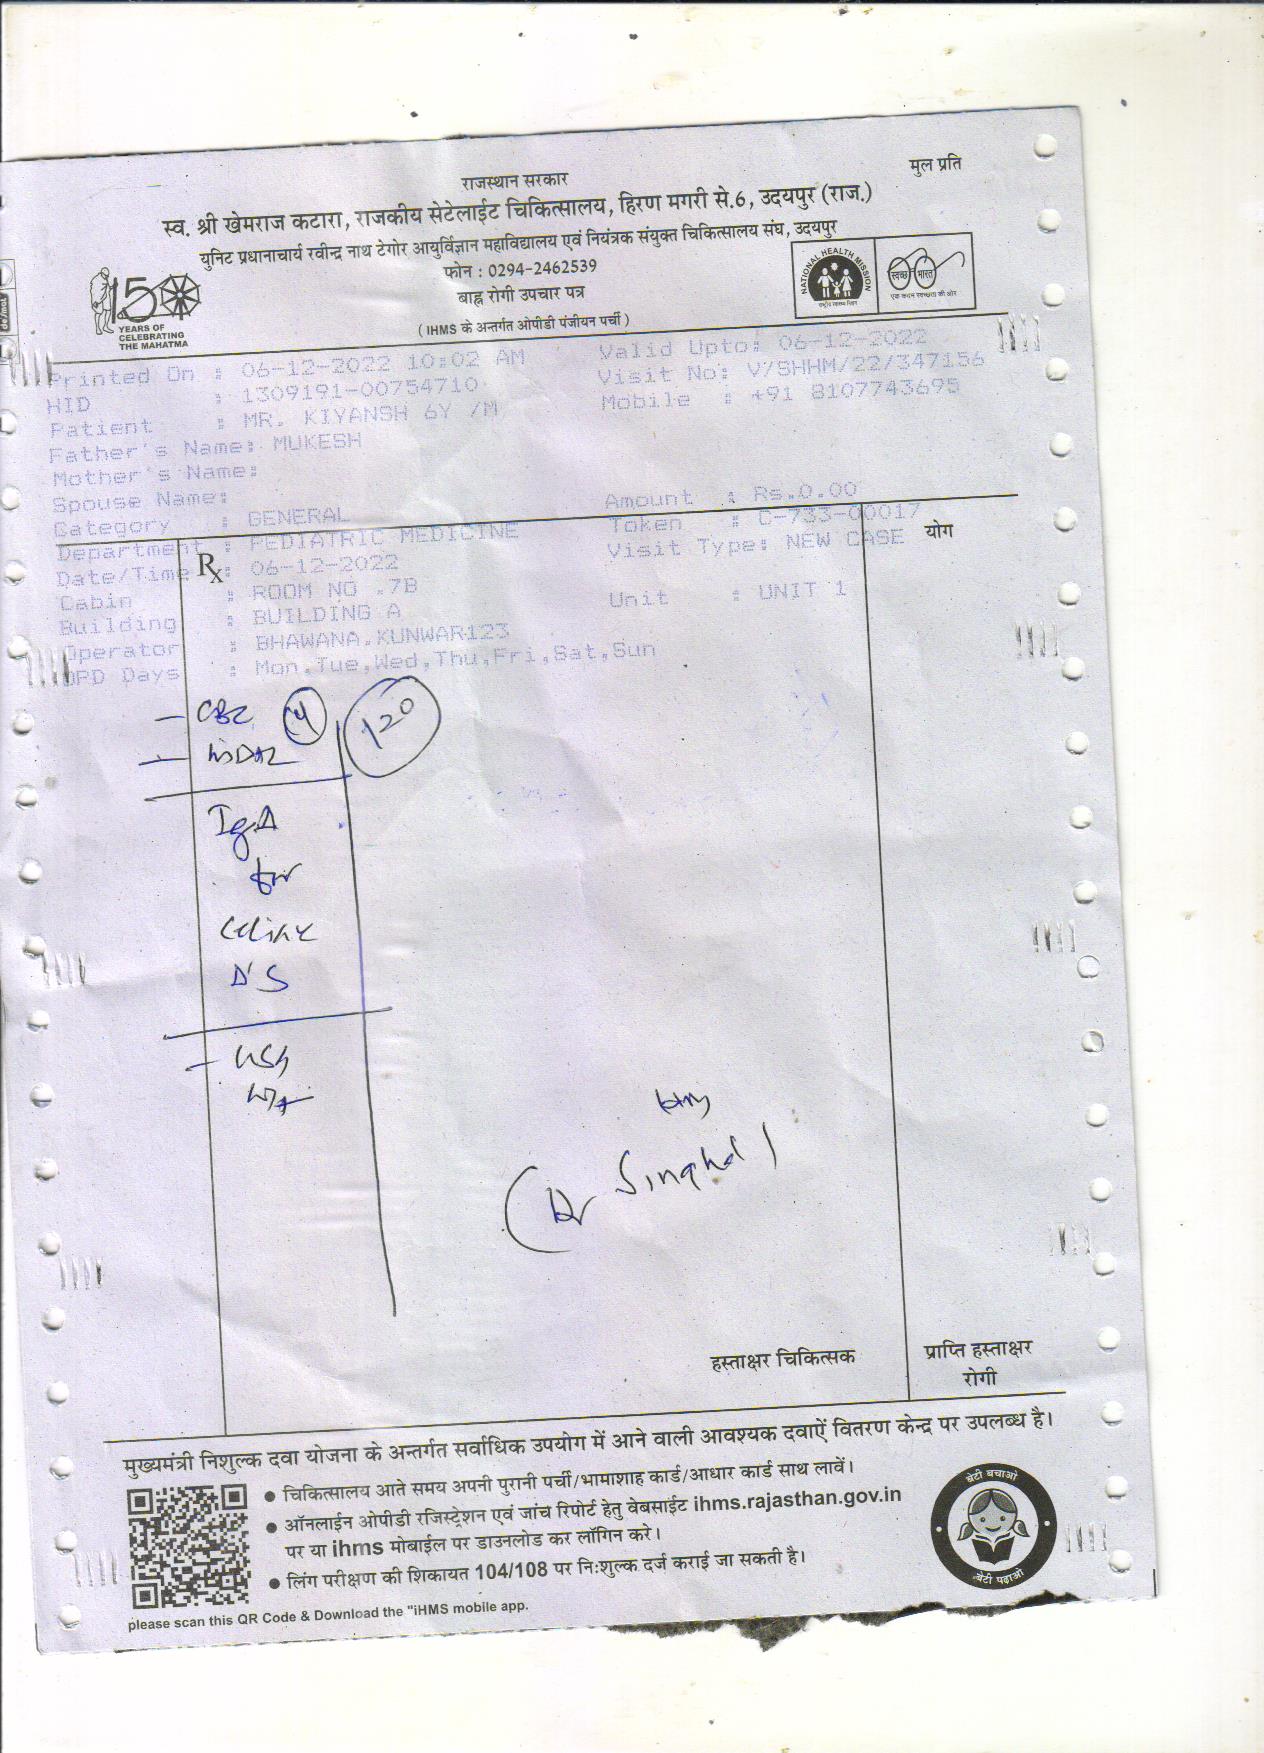 मुल प्रति
राजस्थान सरकार
स्व. श्री खेमराज कटारा, राजकीय सेटेलाईट चिकित्सालय, हिरण मगरी से.6, उदयपुर (राज.)
युनिट प्रधानाचार्य रवीन्द्र नाथ टेगोर आयुर्विज्ञान महाविद्यालय एवं नियंत्रक संयुक्त चिकित्सालय संघ, उदयपुर
फोन : 0294-2462539
बाह्न रोगी उपचार पत्र
( IHMS के अन्तर्गत ओपीडी पंजीयन पर्ची )
150
YEARS OF
CELEBRATING
THE MAHATMA
NATIONAL HEALTH MISSION
स्वच्छ भारत
एक कदम स्वच्छता की ओर
Printed On : 06-12-2022 10:02 AM Valid Upto: 06-12-2022
HID : 1309191-00754710 Visit No: V/SHHM/22/347156
Patient : MR. KIYANSH 6Y /M Mobile : +91 8107743695
Father's Name: MUKESH
Mother's Name:
Spouse Name:
Category : GENERAL Amount : Rs.0.00
Department : PEDIATRIC MEDICINE Token : C-733-00017
Date/Time : 06-12-2022 Visit Type: NEW CASE
Cabin : ROOM NO .7B
Building : BUILDING A Unit : UNIT 1
Operator : BHAWANA.KUNWAR123
OPD Days : Mon,Tue,Wed,Thu,Fri,Sat,Sun
Rx
योग
CBC
120
IgA
for
(Dr Singhal)
हस्ताक्षर चिकित्सक
प्राप्ति हस्ताक्षर
रोगी
मुख्यमंत्री निशुल्क दवा योजना के अन्तर्गत सर्वाधिक उपयोग में आने वाली आवश्यक दवाऐं वितरण केन्द्र पर उपलब्ध है।
● चिकित्सालय आते समय अपनी पुरानी पर्ची/भामाशाह कार्ड/आधार कार्ड साथ लावें।
● ऑनलाईन ओपीडी रजिस्ट्रेशन एवं जांच रिपोर्ट हेतु वेबसाईट ihms.rajasthan.gov.in
पर या ihms मोबाईल पर डाउनलोड कर लॉगिन करे।
● लिंग परीक्षण की शिकायत 104/108 पर निःशुल्क दर्ज कराई जा सकती है।
please scan this QR Code & Download the "iHMS mobile app.
बेटी बचाओ
बेटी पढ़ाओ